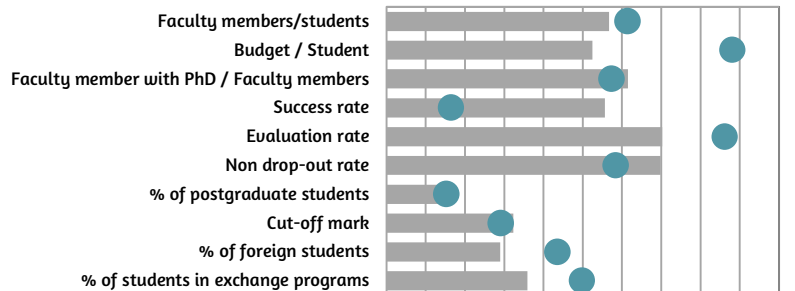 Faculty members/students
Budget / Student
Faculty member with PhD / Faculty members
Success rate
Evaluation rate
Non drop-out rate
% of postgraduate students
Cut-off mark
% of foreign students
% of students in exchange programs